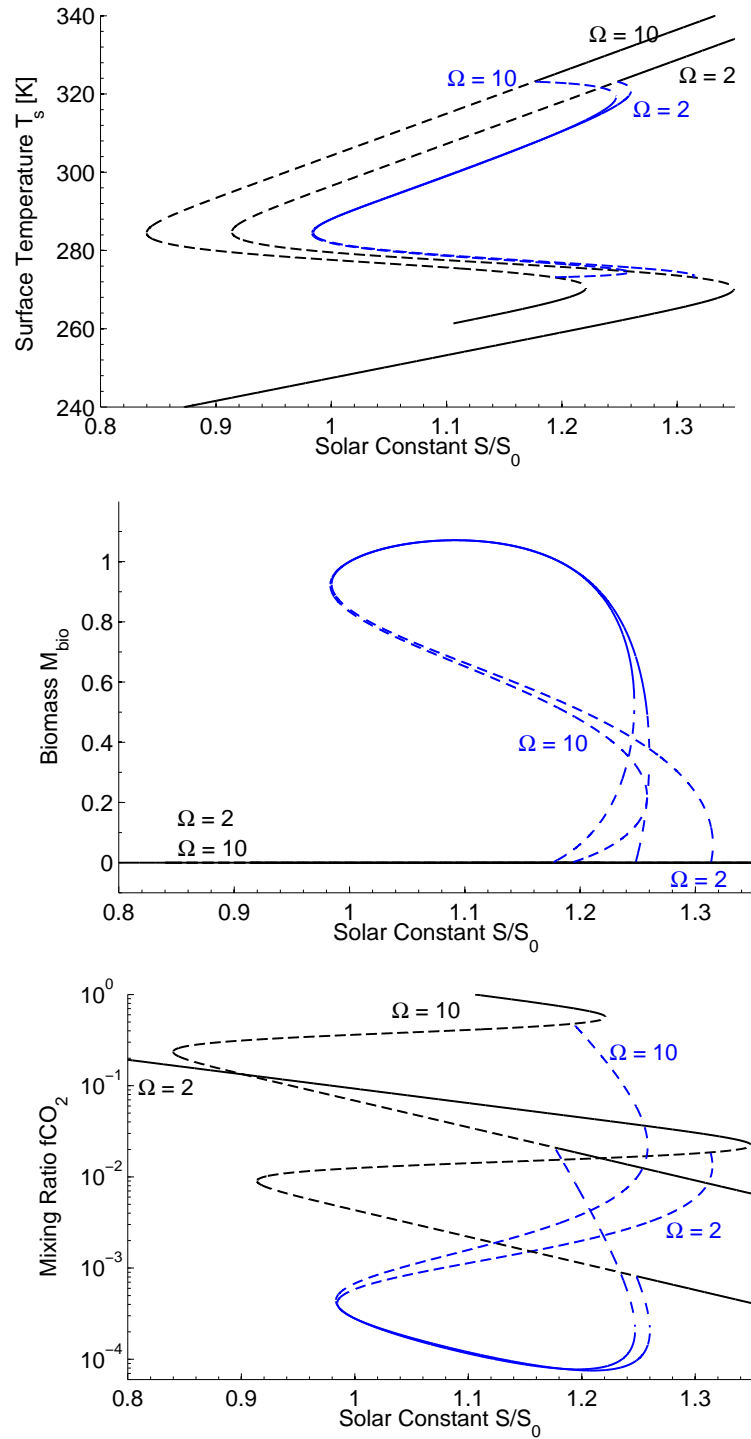 340
320
300
280
260
240
Surface Temperature T_s [K]
Ω = 10
Ω = 10
Ω = 2
Ω = 2
0.8 0.9 1 1.1 1.2 1.3
Solar Constant S/S_0
1
0.8
0.6
0.4
0.2
0
Biomass M_bio
Ω = 10
Ω = 2
Ω = 10
Ω = 2
0.8 0.9 1 1.1 1.2 1.3
Solar Constant S/S_0
10^0
10^−1
10^−2
10^−3
10^−4
Mixing Ratio fCO_2
Ω = 10
Ω = 10
Ω = 2
Ω = 2
0.8 0.9 1 1.1 1.2 1.3
Solar Constant S/S_0